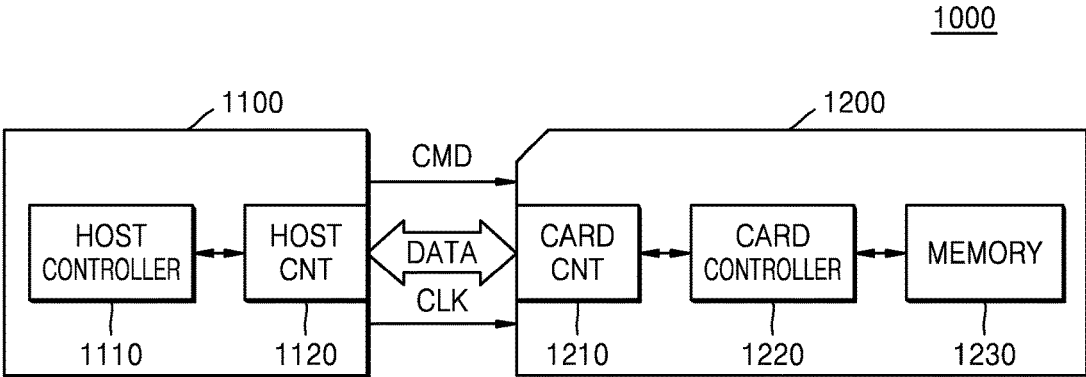 1000
1100
1200
CMD
HOST
CONTROLLER
HOST
CNT
DATA
CARD
CNT
CARD
CONTROLLER
MEMORY
CLK
1110
1120
1210
1220
1230